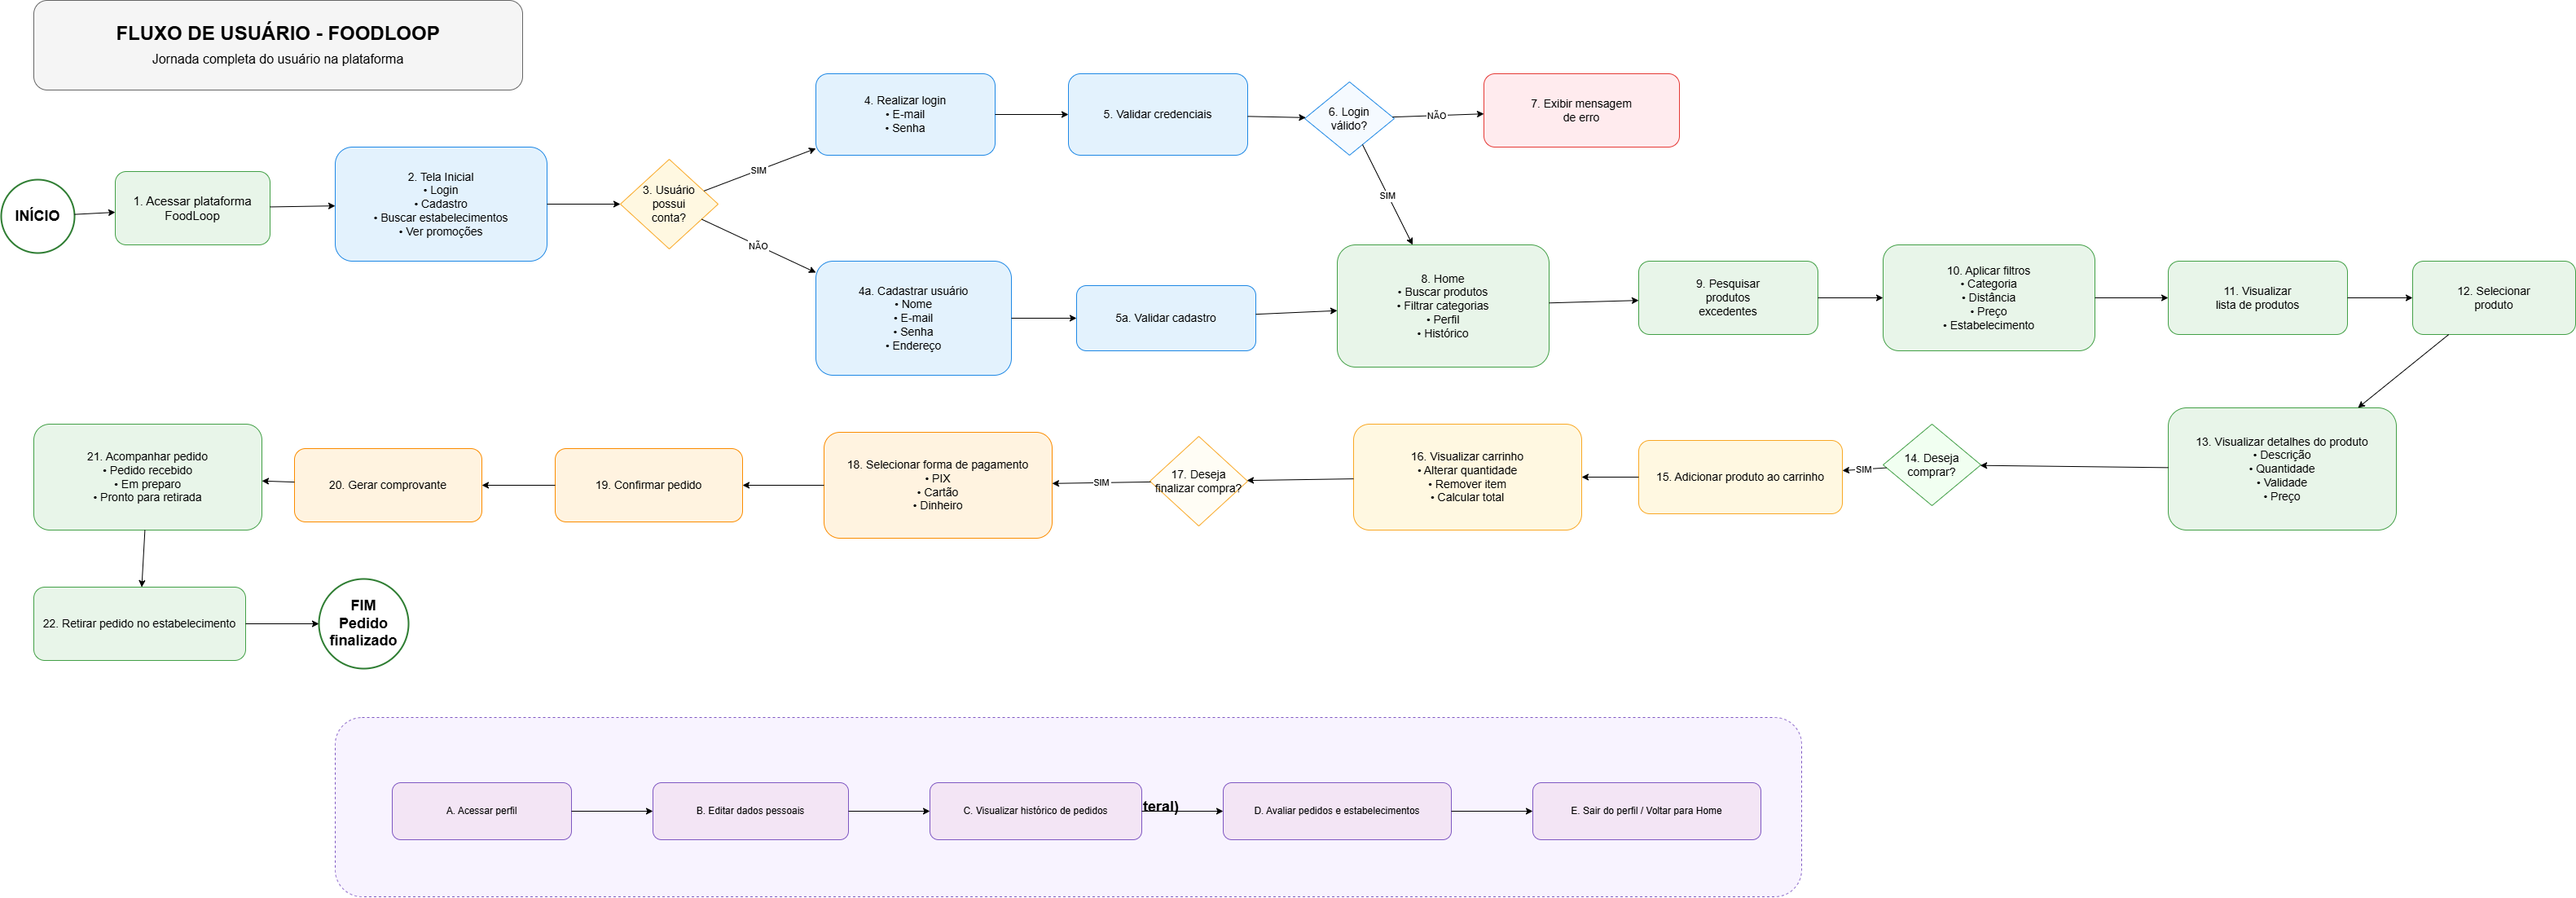 FLUXO DE USUÁRIO - FOODLOOP
Jornada completa do usuário na plataforma
INÍCIO
1. Acessar plataforma
FoodLoop
2. Tela Inicial
• Login
• Cadastro
• Buscar estabelecimentos
• Ver promoções
3. Usuário
possui
conta?
SIM
NÃO
4. Realizar login
• E-mail
• Senha
5. Validar credenciais
6. Login
válido?
NÃO
7. Exibir mensagem
de erro
SIM
4a. Cadastrar usuário
• Nome
• E-mail
• Senha
• Endereço
5a. Validar cadastro
8. Home
• Buscar produtos
• Filtrar categorias
• Perfil
• Histórico
9. Pesquisar
produtos
excedentes
10. Aplicar filtros
• Categoria
• Distância
• Preço
• Estabelecimento
11. Visualizar
lista de produtos
12. Selecionar
produto
13. Visualizar detalhes do produto
• Descrição
• Quantidade
• Validade
• Preço
14. Deseja
comprar?
SIM
15. Adicionar produto ao carrinho
16. Visualizar carrinho
• Alterar quantidade
• Remover item
• Calcular total
17. Deseja
finalizar compra?
SIM
18. Selecionar forma de pagamento
• PIX
• Cartão
• Dinheiro
19. Confirmar pedido
20. Gerar comprovante
21. Acompanhar pedido
• Pedido recebido
• Em preparo
• Pronto para retirada
22. Retirar pedido no estabelecimento
FIM
Pedido
finalizado
A. Acessar perfil
B. Editar dados pessoais
C. Visualizar histórico de pedidos
teral)
D. Avaliar pedidos e estabelecimentos
E. Sair do perfil / Voltar para Home